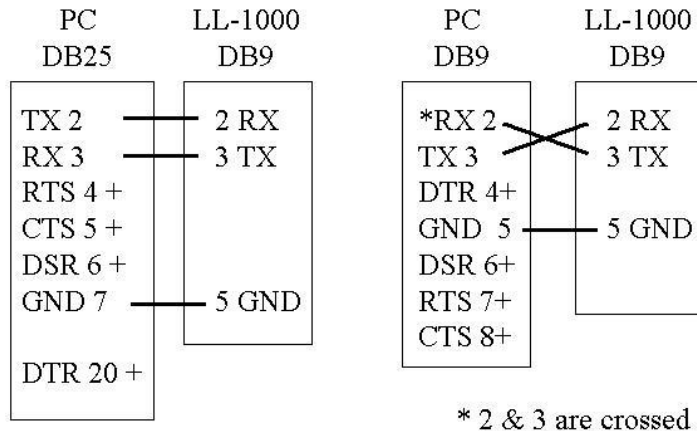 PC
DB25
LL-1000
DB9
TX 2
RX 3
RTS 4 +
CTS 5 +
DSR 6 +
GND 7
DTR 20 +
2 RX
3 TX
5 GND
PC
DB9
LL-1000
DB9
*RX 2
TX 3
DTR 4+
GND 5
DSR 6+
RTS 7+
CTS 8+
2 RX
3 TX
5 GND
* 2 & 3 are crossed